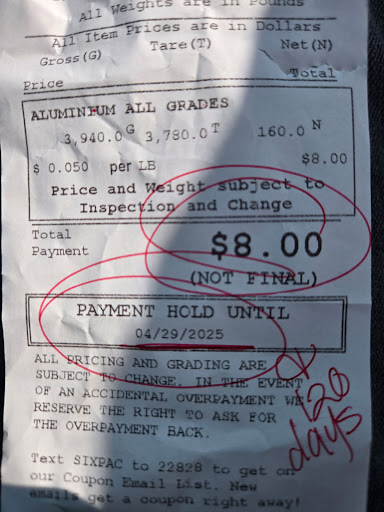 All Weights are in Pounds
All Item Prices are in Dollars
Gross(G) Tare(T) Net(N)
Price Total
ALUMINUM ALL GRADES
3,940.0 G 3,780.0 T 160.0 N
$ 0.050 per LB $8.00
Price and Weight subject to
Inspection and Change
Total
Payment $8.00
(NOT FINAL)
PAYMENT HOLD UNTIL
04/29/2025
ALL PRICING AND GRADING ARE
SUBJECT TO CHANGE. IN THE EVENT
OF AN ACCIDENTAL OVERPAYMENT WE
RESERVE THE RIGHT TO ASK FOR
THE OVERPAYMENT BACK.
120
days
Text SIXPAC to 22828 to get on
our Coupon Email List. New
emails get a coupon right away!